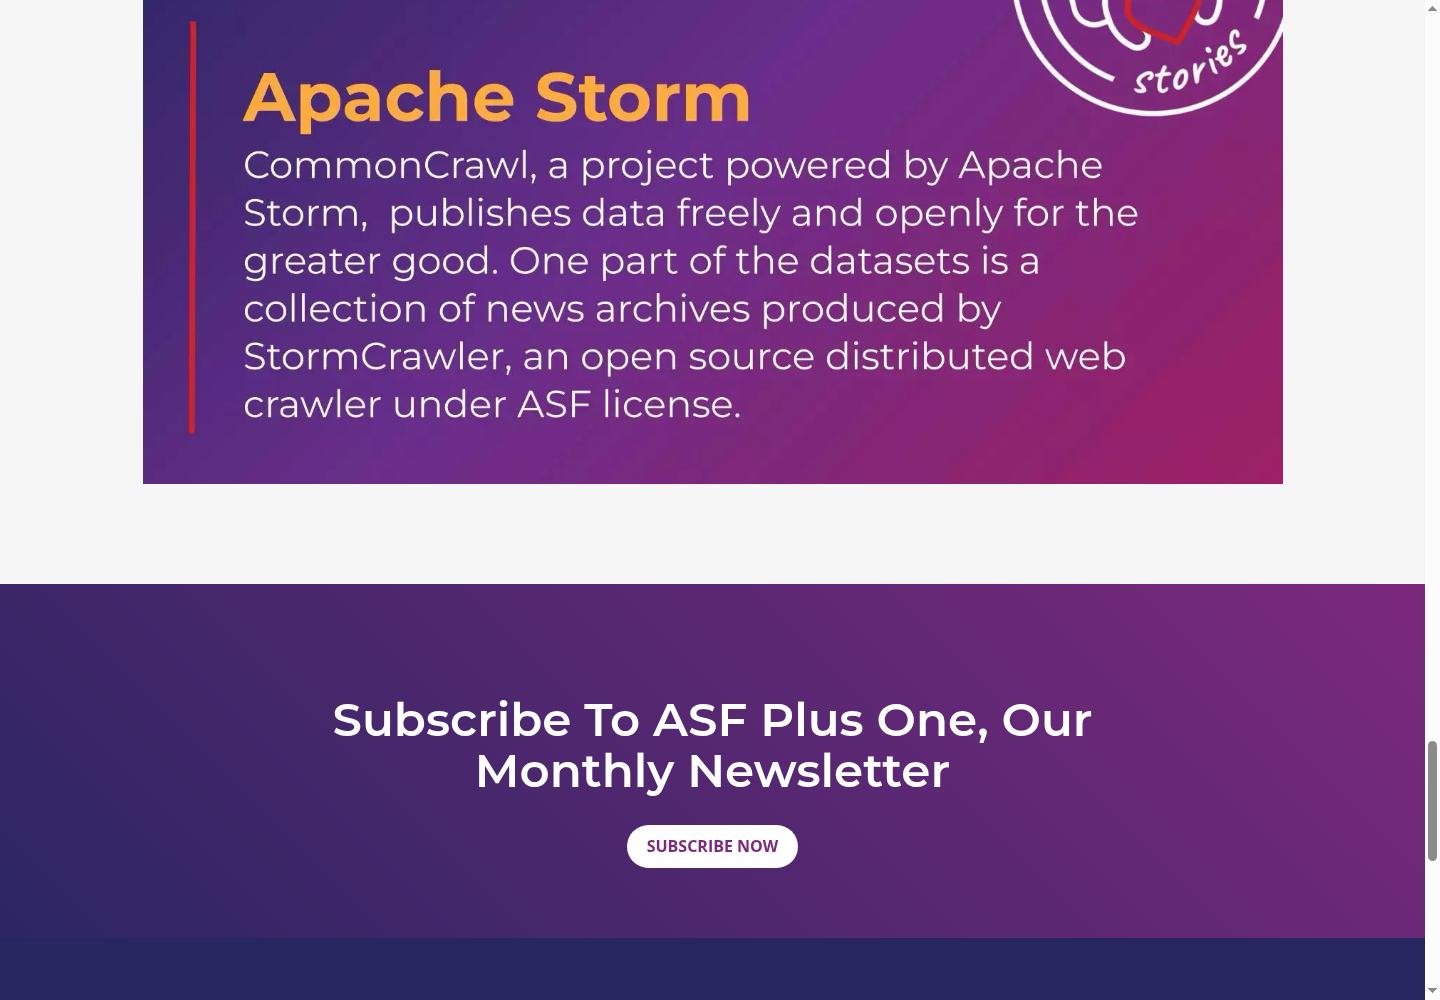 stories
Apache Storm
CommonCrawl, a project powered by Apache
Storm,  publishes data freely and openly for the
greater good. One part of the datasets is a
collection of news archives produced by
StormCrawler, an open source distributed web
crawler under ASF license.
Subscribe To ASF Plus One, Our
Monthly Newsletter
SUBSCRIBE NOW